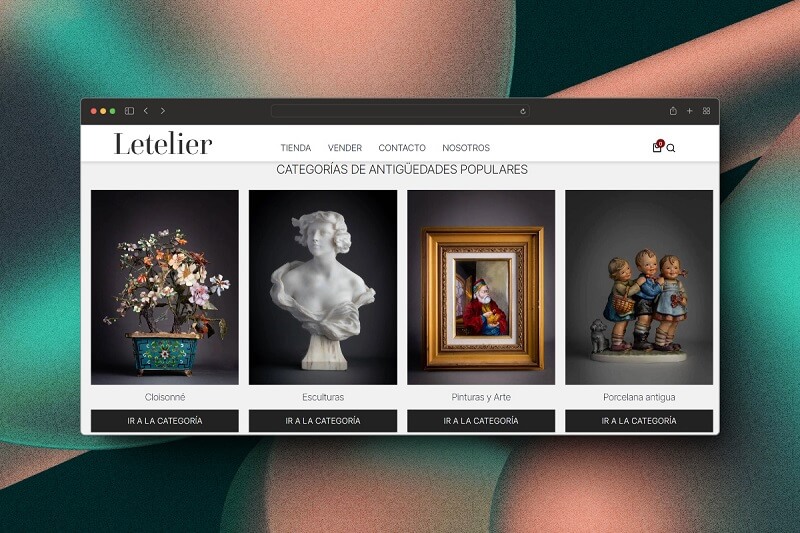 Letelier
TIENDA VENDER CONTACTO NOSOTROS
0
CATEGORÍAS DE ANTIGÜEDADES POPULARES
Cloisonné Esculturas Pinturas y Arte Porcelana antigua
IR A LA CATEGORÍA IR A LA CATEGORÍA IR A LA CATEGORÍA IR A LA CATEGORÍA